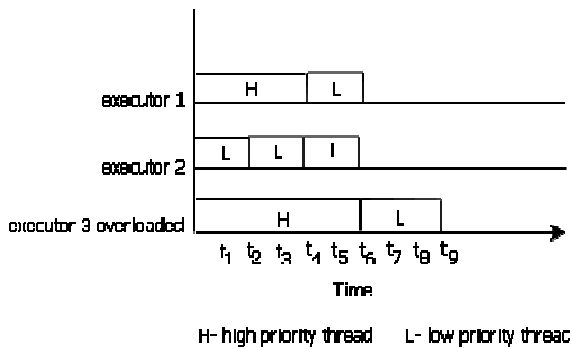 H L
executor 1
L L L
executor 2
H L
executor 3 overloaded
t1 t2 t3 t4 t5 t6 t7 t8 t9
Time
H- high priority thread L- low priority thread